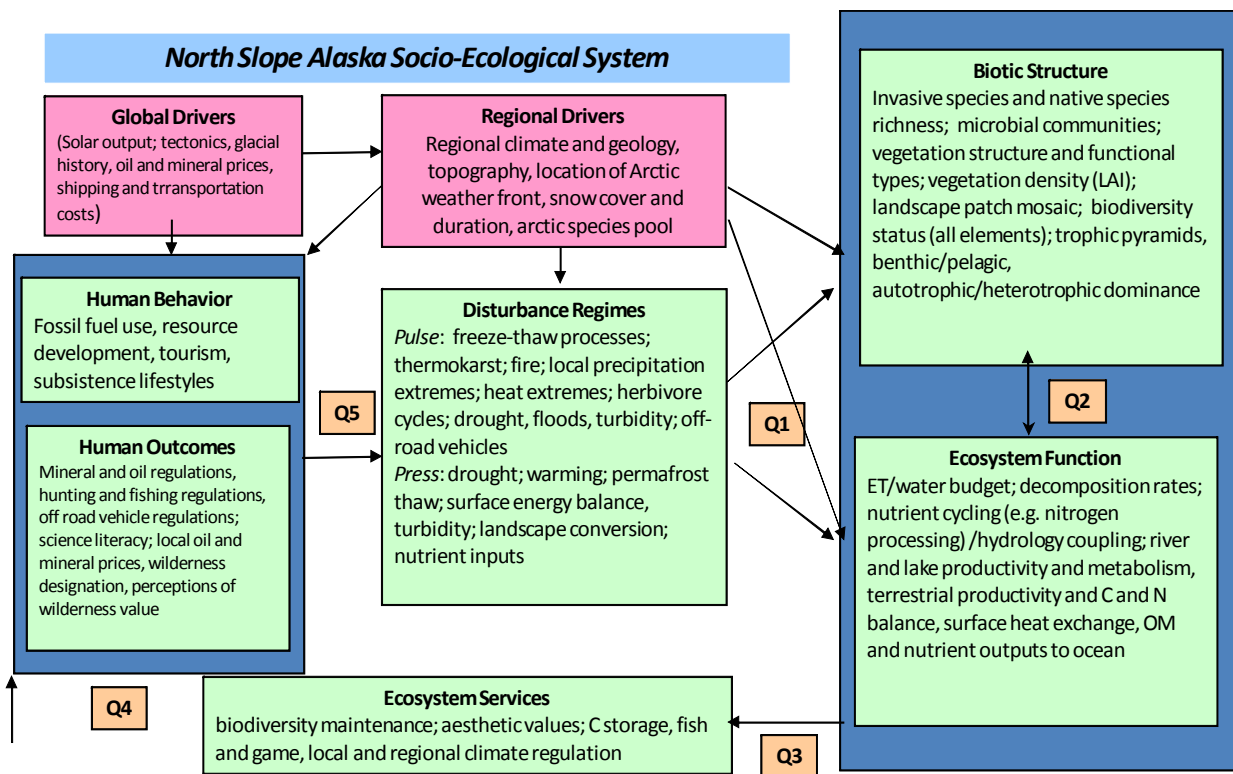 North Slope Alaska Socio-Ecological System
Global Drivers
(Solar output; tectonics, glacial
history, oil and mineral prices,
shipping and trransportation
costs)
Regional Drivers
Regional climate and geology,
topography, location of Arctic
weather front, snow cover and
duration, arctic species pool
Biotic Structure
Invasive species and native species
richness; microbial communities;
vegetation structure and functional
types; vegetation density (LAI);
landscape patch mosaic; biodiversity
status (all elements); trophic pyramids,
benthic/pelagic,
autotrophic/heterotrophic dominance
Human Behavior
Fossil fuel use, resource
development, tourism,
subsistence lifestyles
Disturbance Regimes
Pulse: freeze-thaw processes;
thermokarst; fire; local precipitation
extremes; heat extremes; herbivore
cycles; drought, floods, turbidity; off-
road vehicles
Press: drought; warming; permafrost
thaw; surface energy balance,
turbidity; landscape conversion;
nutrient inputs
Q5
Q1
Q2
Human Outcomes
Mineral and oil regulations,
hunting and fishing regulations,
off road vehicle regulations;
science literacy; local oil and
mineral prices, wilderness
designation, perceptions of
wilderness value
Ecosystem Function
ET/water budget; decomposition rates;
nutrient cycling (e.g. nitrogen
processing) /hydrology coupling; river
and lake productivity and metabolism,
terrestrial productivity and C and N
balance, surface heat exchange, OM
and nutrient outputs to ocean
Q4
Ecosystem Services
biodiversity maintenance; aesthetic values; C storage, fish
and game, local and regional climate regulation
Q3